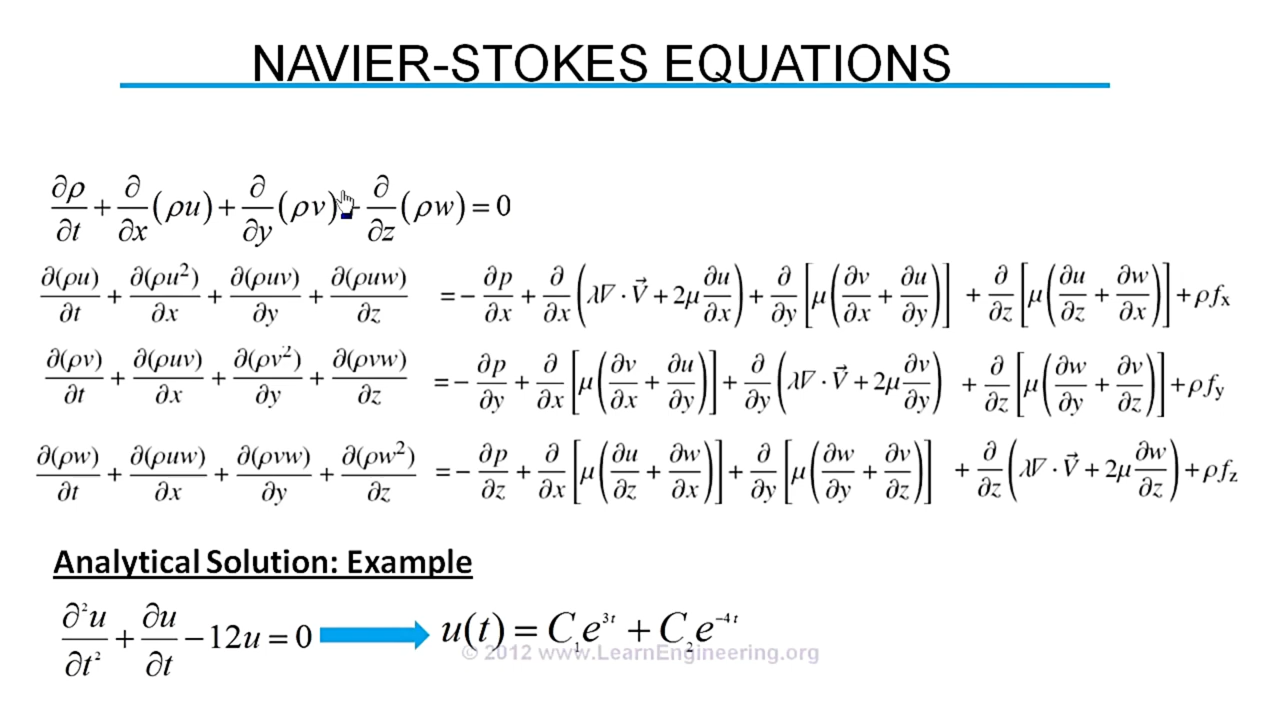 NAVIER-STOKES EQUATIONS
∂ρ/∂t + ∂/∂x (ρu) + ∂/∂y (ρv) + ∂/∂z (ρw) = 0
∂(ρu)/∂t + ∂(ρu²)/∂x + ∂(ρuv)/∂y + ∂(ρuw)/∂z = − ∂p/∂x + ∂/∂x (λ∇ · V⃗ + 2μ ∂u/∂x) + ∂/∂y [μ(∂v/∂x + ∂u/∂y)] + ∂/∂z [μ(∂u/∂z + ∂w/∂x)] + ρfₓ
∂(ρv)/∂t + ∂(ρuv)/∂x + ∂(ρv²)/∂y + ∂(ρvw)/∂z = − ∂p/∂y + ∂/∂x [μ(∂v/∂x + ∂u/∂y)] + ∂/∂y (λ∇ · V⃗ + 2μ ∂v/∂y) + ∂/∂z [μ(∂w/∂y + ∂v/∂z)] + ρf_y
∂(ρw)/∂t + ∂(ρuw)/∂x + ∂(ρvw)/∂y + ∂(ρw²)/∂z = − ∂p/∂z + ∂/∂x [μ(∂u/∂z + ∂w/∂x)] + ∂/∂y [μ(∂w/∂y + ∂v/∂z)] + ∂/∂z (λ∇ · V⃗ + 2μ ∂w/∂z) + ρf_z
Analytical Solution: Example
∂²u/∂t² + ∂u/∂t − 12u = 0 u(t) = C₁e³ᵗ + C₂e⁻⁴ᵗ
© 2012 www.LearnEngineering.org